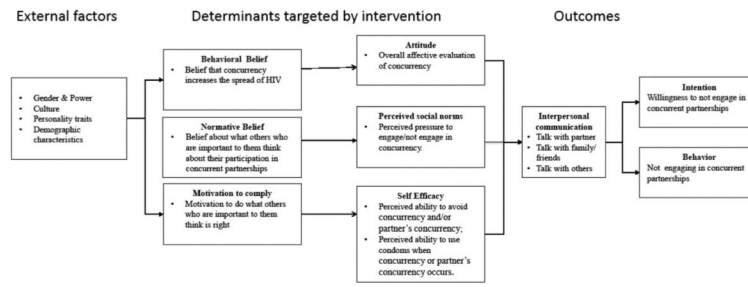 External factors
Determinants targeted by intervention
Outcomes
• Gender & Power
• Culture
• Personality traits
• Demographic
characteristics
Behavioral Belief
• Belief that concurrency
increases the spread of HIV
Normative Belief
• Belief about what others who
are important to them think
about their participation in
concurrent partnerships
Motivation to comply
• Motivation to do what others
who are important to them
think is right
Attitude
• Overall affective evaluation of
concurrency
Perceived social norms
• Perceived pressure to
engage/not engage in
concurrency.
Self Efficacy
• Perceived ability to avoid
concurrency and/or
partner's concurrency;
• Perceived ability to use
condoms when
concurrency or partner's
concurrency occurs.
Interpersonal
communication
• Talk with partner
• Talk with family/
friends
• Talk with others
Intention
Willingness to not engage in
concurrent partnerships
Behavior
Not engaging in concurrent
partnerships